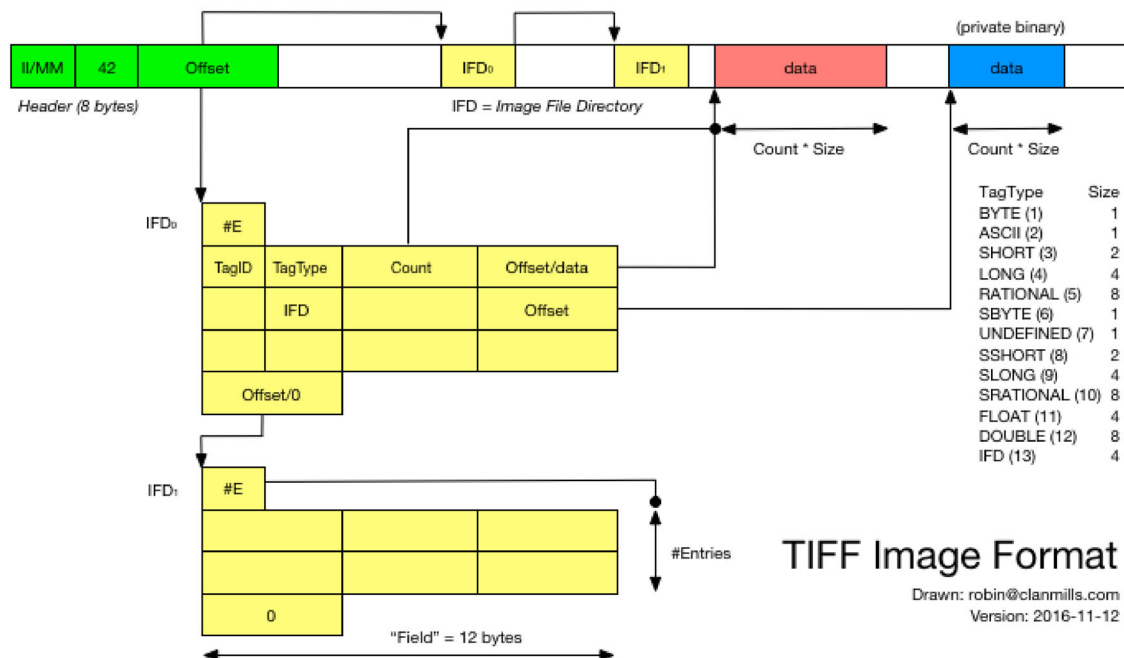 (private binary)
II/MM 42 Offset IFD₀ IFD₁ data data
Header (8 bytes) IFD = Image File Directory
Count * Size Count * Size
TagType Size
BYTE (1) 1
ASCII (2) 1
SHORT (3) 2
LONG (4) 4
RATIONAL (5) 8
SBYTE (6) 1
UNDEFINED (7) 1
SSHORT (8) 2
SLONG (9) 4
SRATIONAL (10) 8
FLOAT (11) 4
DOUBLE (12) 8
IFD (13) 4
IFD₀ #E
TagID TagType Count Offset/data
IFD Offset
Offset/0
IFD₁ #E
#Entries
0
"Field" = 12 bytes
TIFF Image Format
Drawn: robin@clanmills.com
Version: 2016-11-12